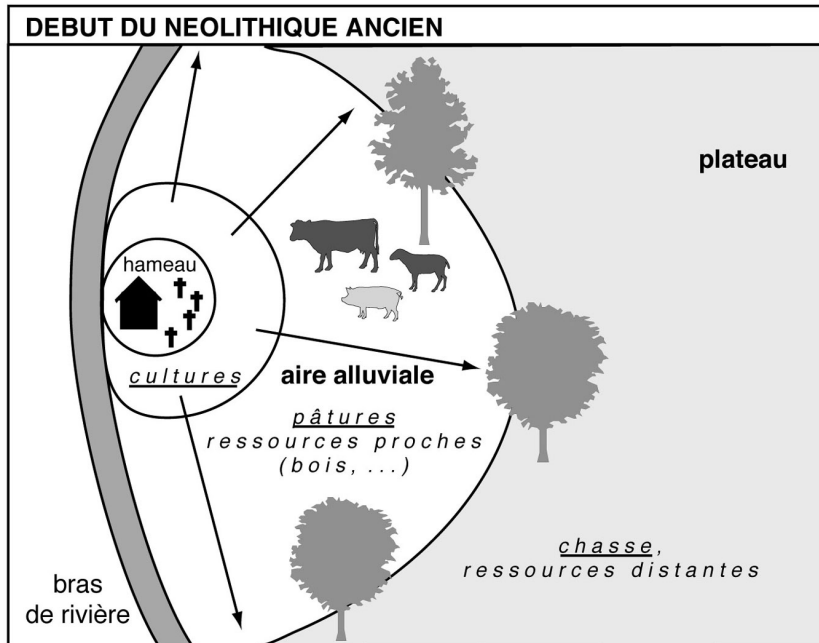 DEBUT DU NEOLITHIQUE ANCIEN
plateau
hameau
cultures
aire alluviale
pâtures
ressources proches
(bois, ...)
chasse,
ressources distantes
bras
de rivière